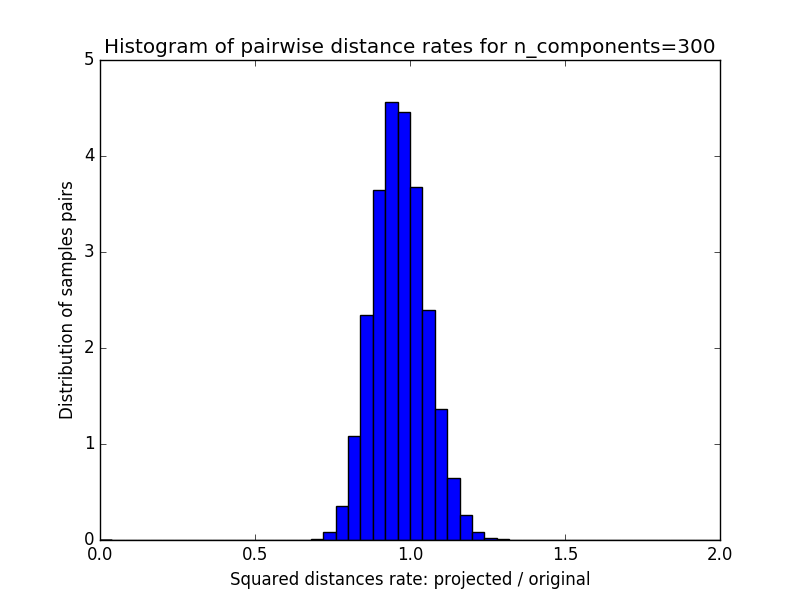 Histogram of pairwise distance rates for n_components=300
5
4
3
2
1
0
Distribution of samples pairs
0.0 0.5 1.0 1.5 2.0
Squared distances rate: projected / original